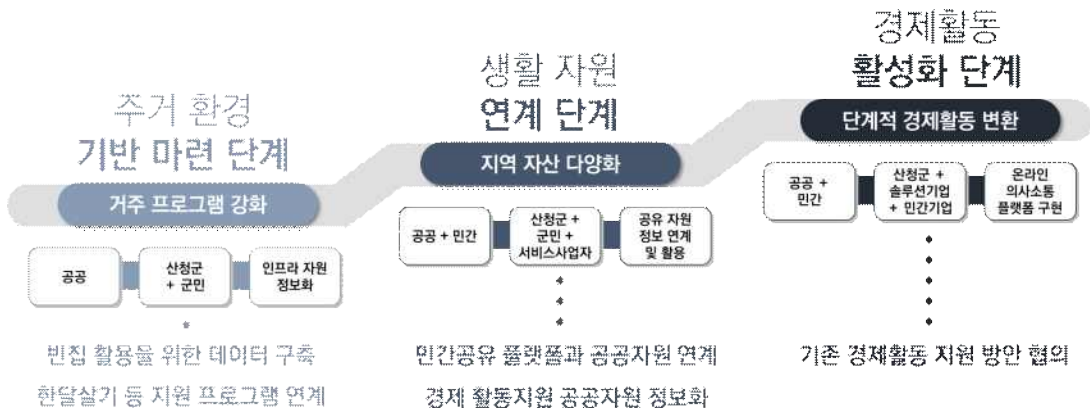 주거 환경
기반 마련 단계
거주 프로그램 강화
공공
산청군
+ 군민
인프라 자원
정보화
빈집 활용을 위한 데이터 구축
한달살기 등 지원 프로그램 연계
생활 자원
연계 단계
지역 자산 다양화
공공 + 민간
산청군 +
군민 +
서비스사업자
공유 자원
정보 연계
및 활용
민간공유 플랫폼과 공공자원 연계
경제 활동지원 공공자원 정보화
경제활동
활성화 단계
단계적 경제활동 변환
공공 +
민간
산청군 +
솔루션기업
+ 민간기업
온라인
의사소통
플랫폼 구현
기존 경제활동 지원 방안 협의